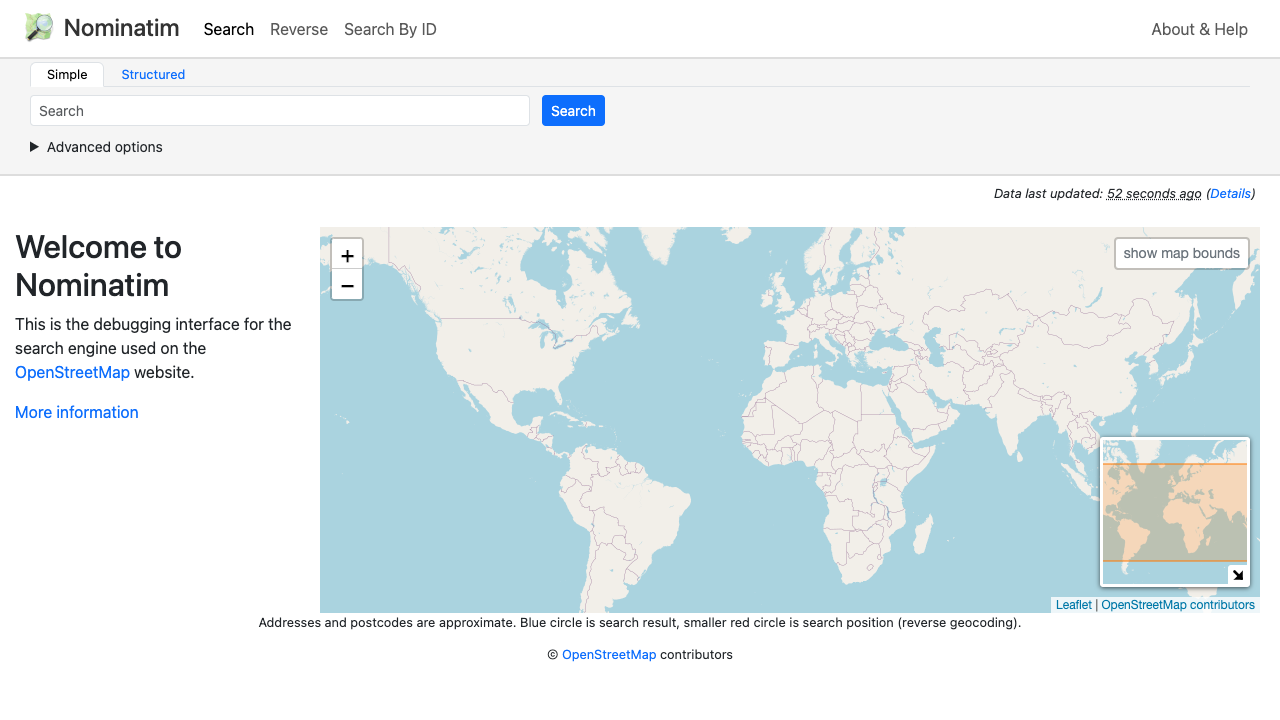 Nominatim Search Reverse Search By ID About & Help
Simple Structured
Search Search
Advanced options
Data last updated: 52 seconds ago (Details)
Welcome to
Nominatim
This is the debugging interface for the
search engine used on the
OpenStreetMap website.
More information
+
−
show map bounds
Leaflet | OpenStreetMap contributors
Addresses and postcodes are approximate. Blue circle is search result, smaller red circle is search position (reverse geocoding).
© OpenStreetMap contributors